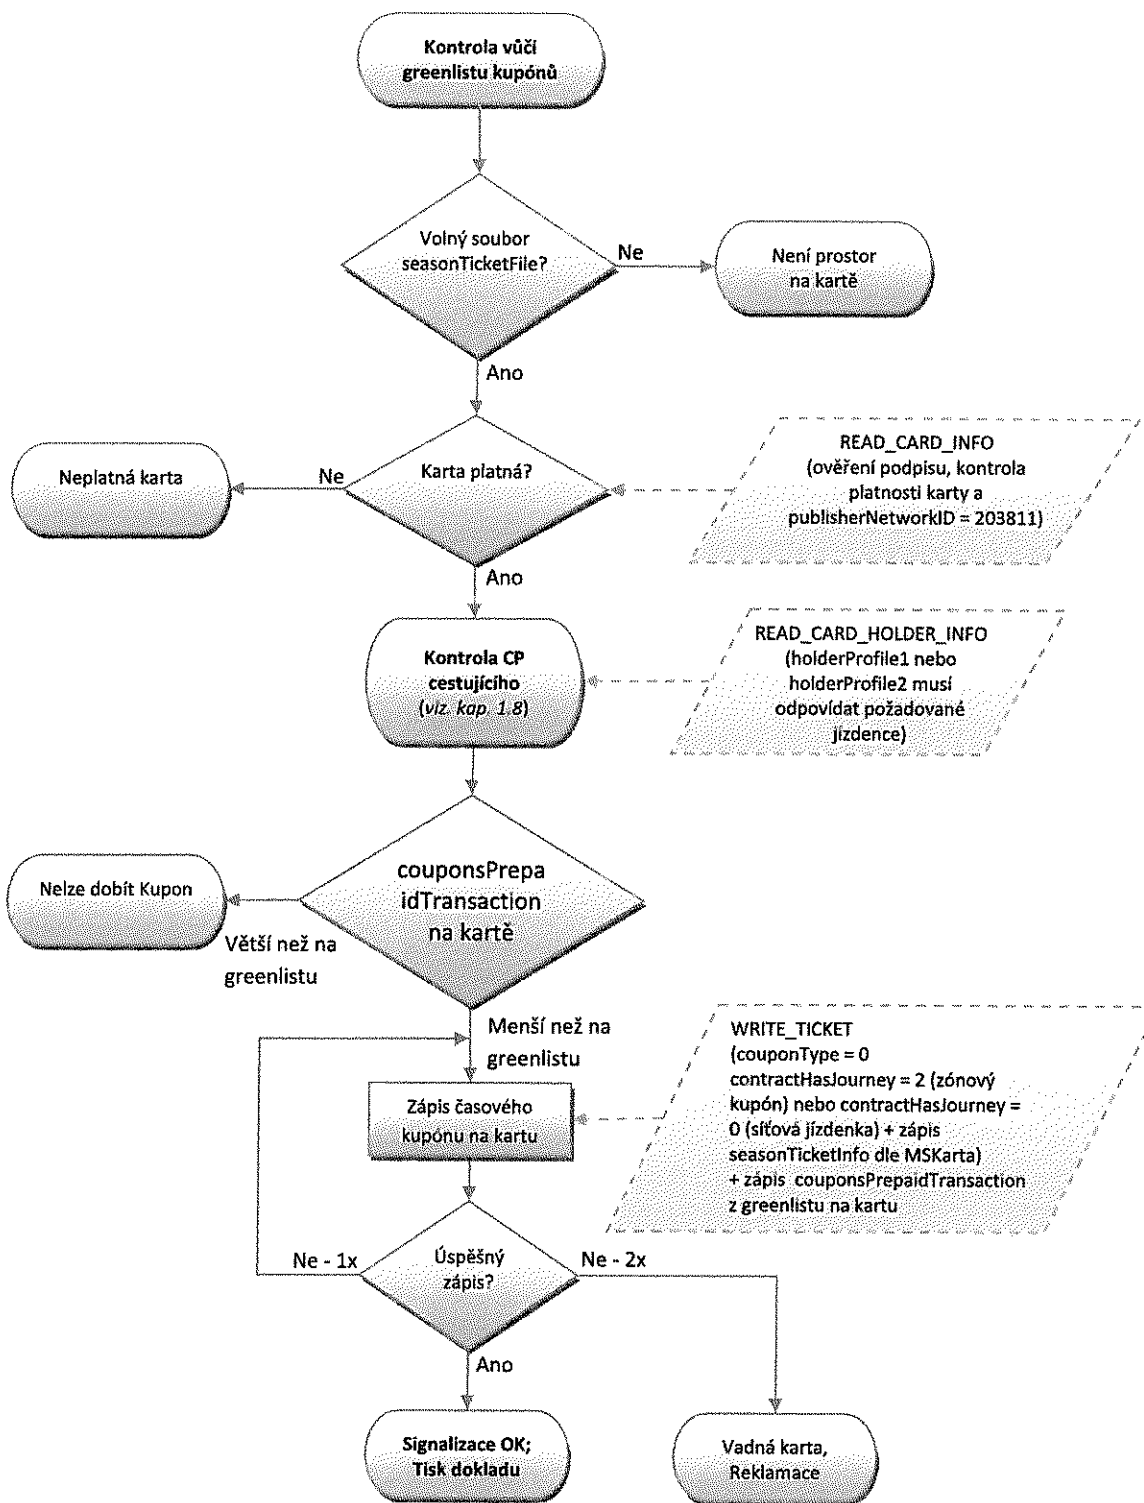 Kontrola vůči
greenlistu kupónů
Volný soubor
seasonTicketFile?
Ne
Není prostor
na kartě
Ano
READ_CARD_INFO
(ověření podpisu, kontrola
platnosti karty a
publisherNetworkID = 203811)
Neplatná karta
Ne
Karta platná?
Ano
READ_CARD_HOLDER_INFO
(holderProfile1 nebo
holderProfile2 musí
odpovídat požadované
jízdence)
Kontrola CP
cestujícího
(viz. kap. 1.8)
couponsPrepa
idTransaction
na kartě
Nelze dobít Kupon
Větší než na
greenlistu
Menší než na
greenlistu
WRITE_TICKET
(couponType = 0
contractHasJourney = 2 (zónový
kupón) nebo contractHasJourney =
0 (síťová jízdenka) + zápis
seasonTicketInfo dle MSKarta)
+ zápis couponsPrepaidTransaction
z greenlistu na kartu
Zápis časového
kupónu na kartu
Ne - 1x
Úspěšný
zápis?
Ne - 2x
Ano
Signalizace OK;
Tisk dokladu
Vadná karta,
Reklamace